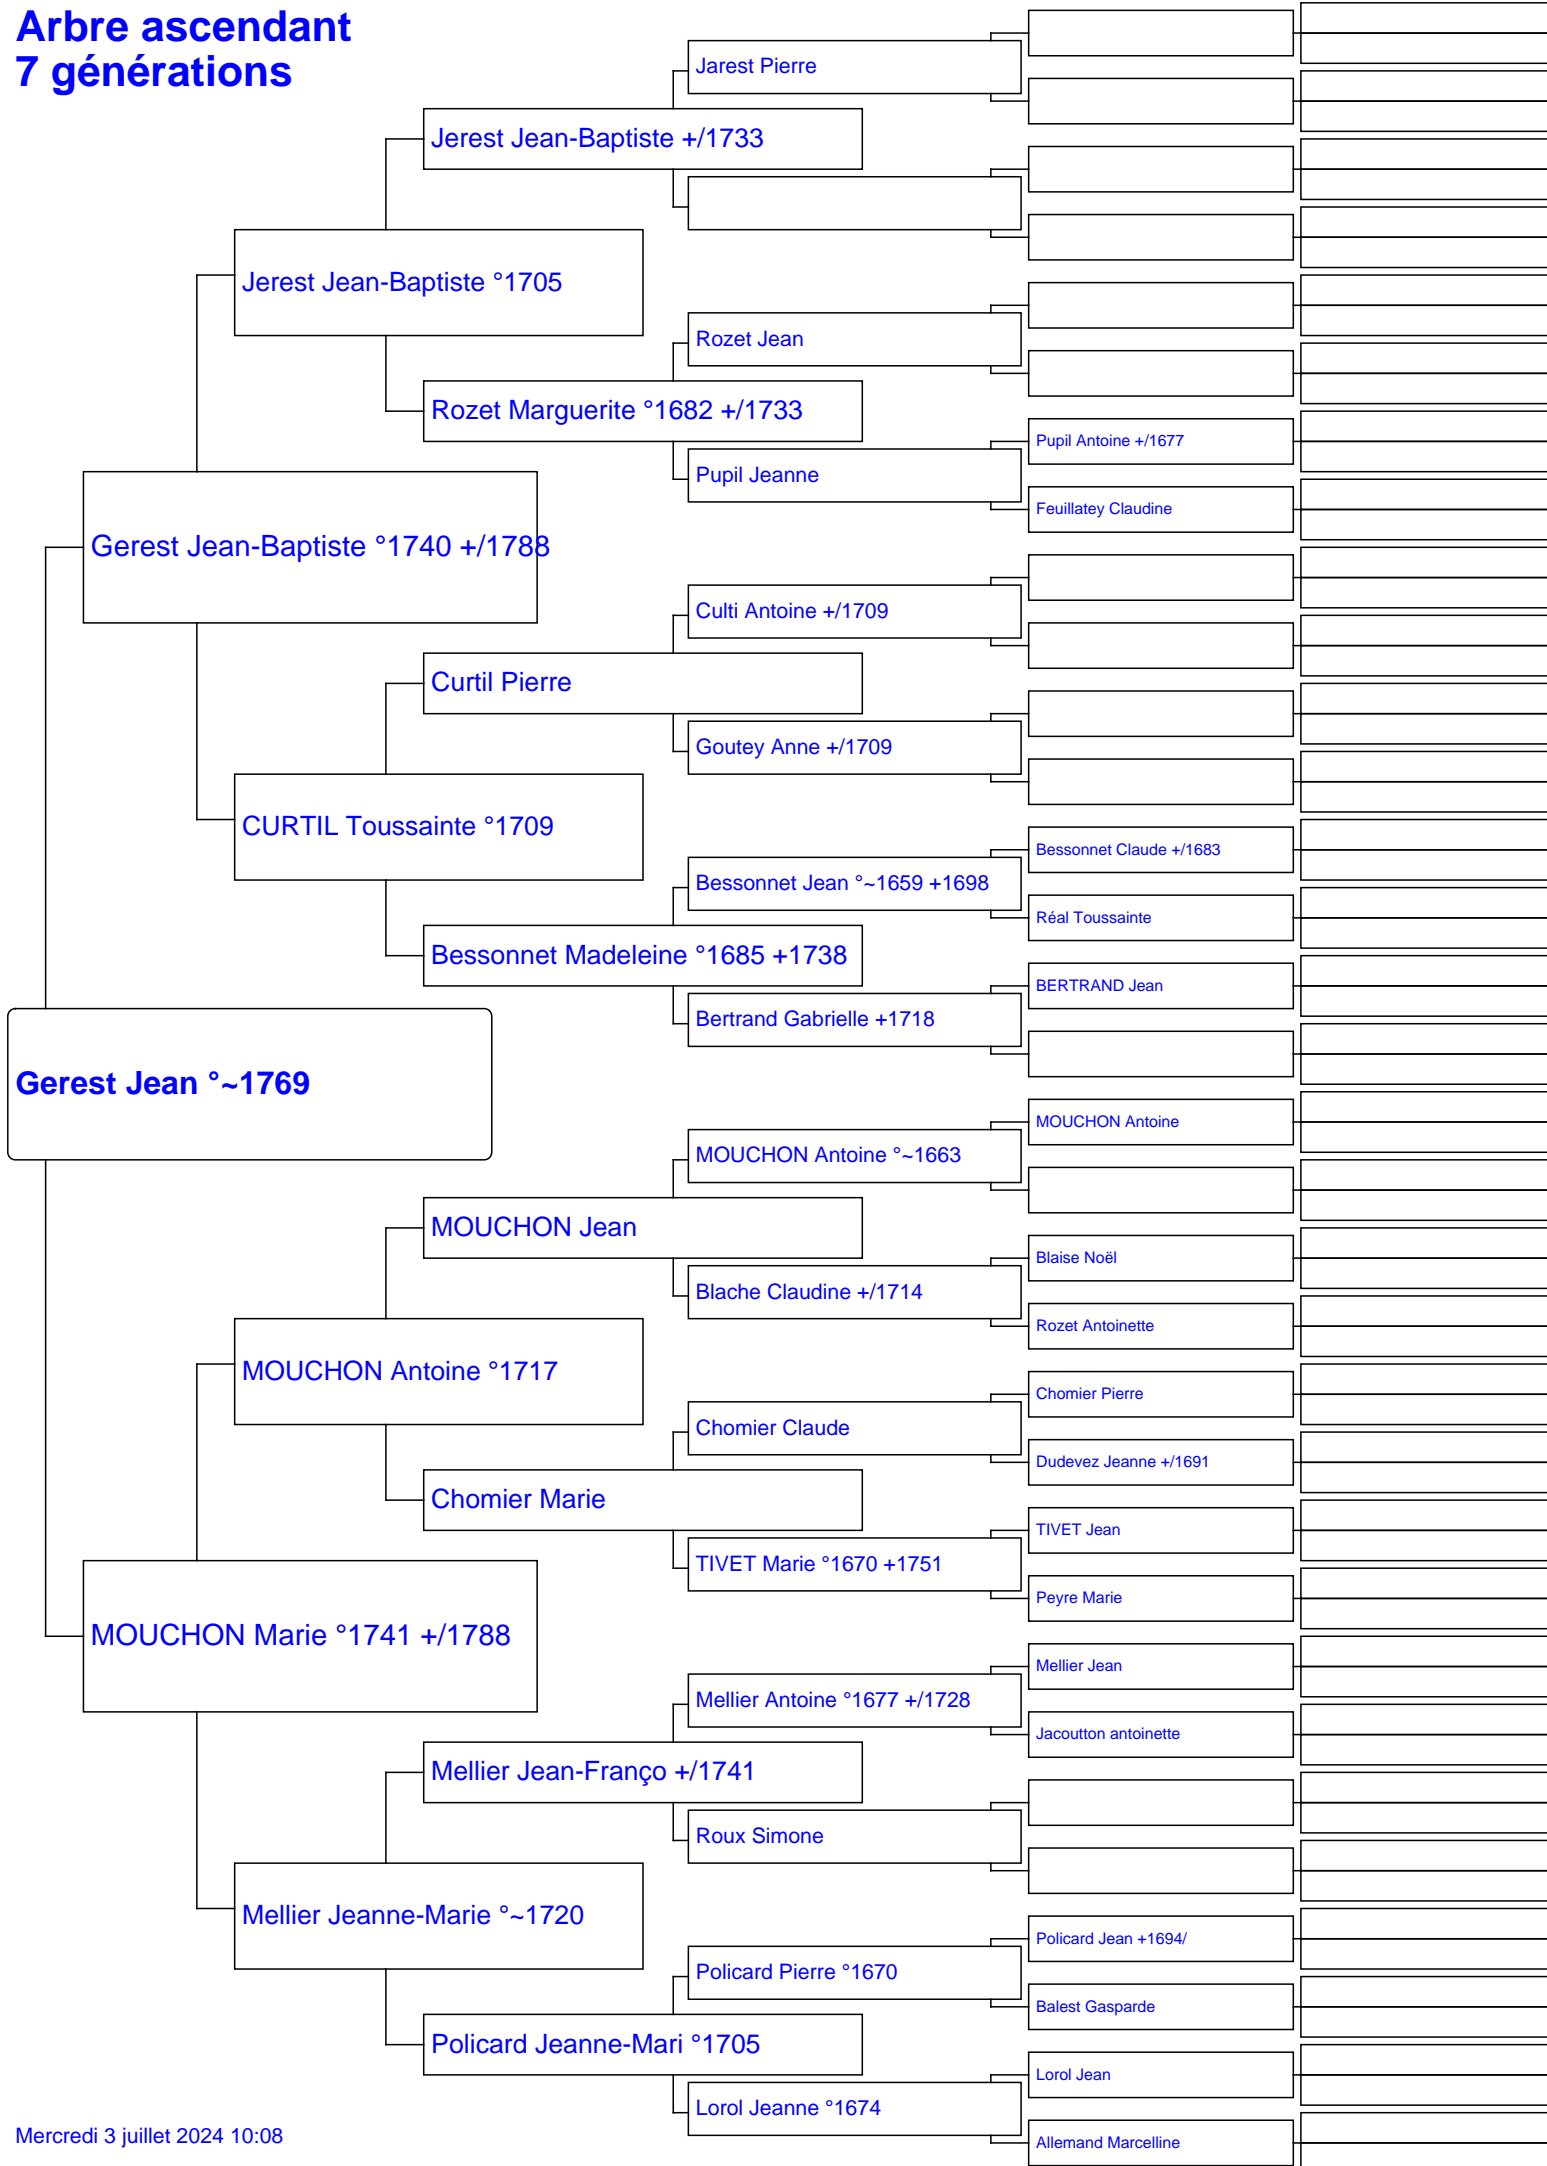 Arbre ascendant
7 générations
Jarest Pierre
Jerest Jean-Baptiste +/1733
Jerest Jean-Baptiste °1705
Rozet Jean
Rozet Marguerite °1682 +/1733
Pupil Antoine +/1677
Pupil Jeanne
Feuillatey Claudine
Gerest Jean-Baptiste °1740 +/1788
Culti Antoine +/1709
Curtil Pierre
Goutey Anne +/1709
CURTIL Toussainte °1709
Bessonnet Claude +/1683
Bessonnet Jean °~1659 +1698
Réal Toussainte
Bessonnet Madeleine °1685 +1738
BERTRAND Jean
Bertrand Gabrielle +1718
Gerest Jean °~1769
MOUCHON Antoine
MOUCHON Antoine °~1663
MOUCHON Jean
Blaise Noël
Blache Claudine +/1714
Rozet Antoinette
MOUCHON Antoine °1717
Chomier Pierre
Chomier Claude
Dudevez Jeanne +/1691
Chomier Marie
TIVET Jean
TIVET Marie °1670 +1751
Peyre Marie
MOUCHON Marie °1741 +/1788
Mellier Jean
Mellier Antoine °1677 +/1728
Jacoutton antoinette
Mellier Jean-Franço +/1741
Roux Simone
Mellier Jeanne-Marie °~1720
Policard Jean +1694/
Policard Pierre °1670
Balest Gasparde
Policard Jeanne-Mari °1705
Lorol Jean
Lorol Jeanne °1674
Allemand Marcelline
Mercredi 3 juillet 2024 10:08